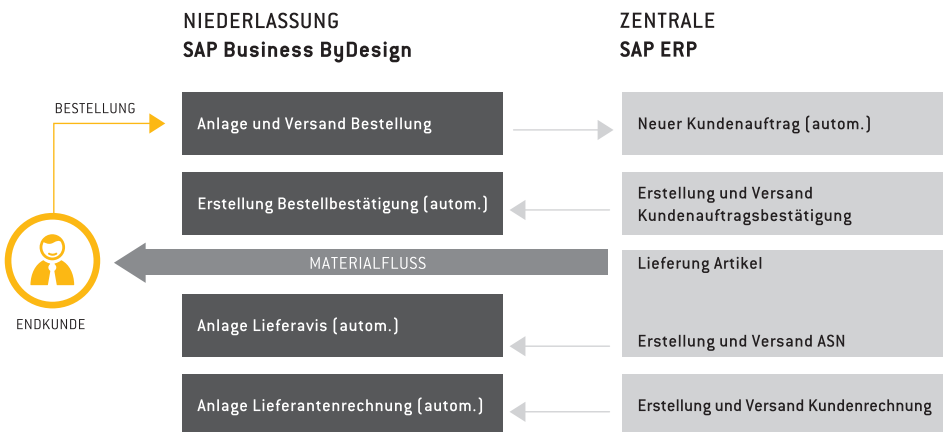 NIEDERLASSUNG
SAP Business ByDesign
ZENTRALE
SAP ERP
BESTELLUNG
Anlage und Versand Bestellung
Neuer Kundenauftrag (autom.)
Erstellung Bestellbestätigung (autom.)
Erstellung und Versand
Kundenauftragsbestätigung
MATERIALFLUSS
Lieferung Artikel
ENDKUNDE
Anlage Lieferavis (autom.)
Erstellung und Versand ASN
Anlage Lieferantenrechnung (autom.)
Erstellung und Versand Kundenrechnung